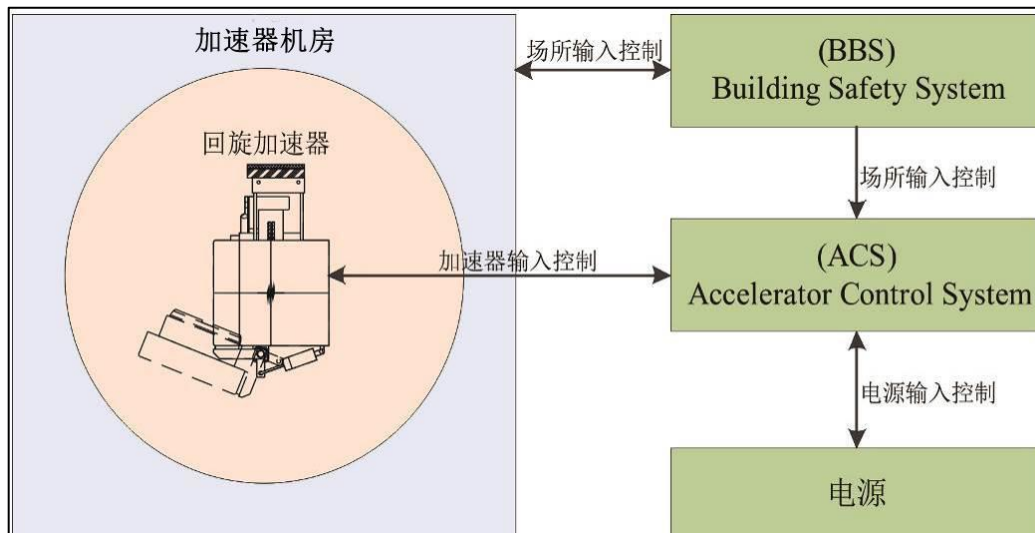 加速器机房
回旋加速器
场所输入控制
(BBS)
Building Safety System
场所输入控制
加速器输入控制
(ACS)
Accelerator Control System
电源输入控制
电源